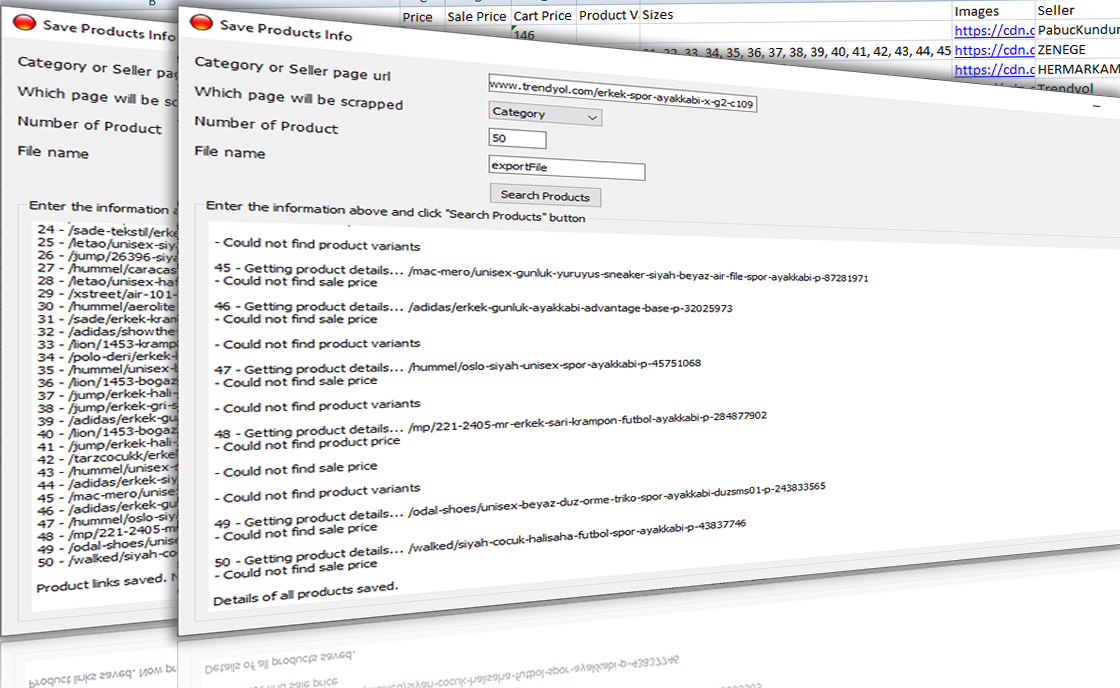 B
Price Sale Price Cart Price Product V Sizes Images Seller
146 https://cdn.c PabucKundur
31, 32, 33, 34, 35, 36, 37, 38, 39, 40, 41, 42, 43, 44, 45 https://cdn.c ZENEGE
https://cdn.c HERMARKAM
Trendyol
Save Products Info
Category or Seller pag
Which page will be sc
Number of Product
File name
Enter the information a
24 - /sade-tekstil/erke
25 - /letao/unisex-siy
26 - /jump/26396-siya
27 - /hummel/caracas
28 - /letao/unisex-haf
29 - /xstreet/air-101-
30 - /hummel/aerolite
31 - /sade/erkek-kram
32 - /adidas/showthe
33 - /lion/1453-kramp
34 - /polo-deri/erkek-
35 - /hummel/unisex-b
36 - /lion/1453-bogaz
37 - /jump/erkek-hali-
38 - /jump/erkek-gri-s
39 - /adidas/erkek-gu
40 - /lion/1453-bogaz
41 - /jump/erkek-hali-
42 - /tarzcocukk/erkek
43 - /hummel/unisex-s
44 - /adidas/erkek-siy
45 - /mac-mero/unise
46 - /adidas/erkek-gu
47 - /hummel/oslo-siy
48 - /mp/221-2405-m
49 - /odal-shoes/unise
50 - /walked/siyah-co
Product links saved. N
Save Products Info
Category or Seller page url
www.trendyol.com/erkek-spor-ayakkabi-x-g2-c109
Which page will be scrapped
Category
Number of Product
50
File name
exportFile
Search Products
Enter the information above and click "Search Products" button
- Could not find product variants
45 - Getting product details... /mac-mero/unisex-gunluk-yuruyus-sneaker-siyah-beyaz-air-file-spor-ayakkabi-p-87281971
- Could not find sale price
46 - Getting product details... /adidas/erkek-gunluk-ayakkabi-advantage-base-p-32025973
- Could not find sale price
- Could not find product variants
47 - Getting product details... /hummel/oslo-siyah-unisex-spor-ayakkabi-p-45751068
- Could not find sale price
- Could not find product variants
48 - Getting product details... /mp/221-2405-mr-erkek-sari-krampon-futbol-ayakkabi-p-284877902
- Could not find product price
- Could not find sale price
- Could not find product variants
49 - Getting product details... /odal-shoes/unisex-beyaz-duz-orme-triko-spor-ayakkabi-duzsms01-p-243833565
- Could not find sale price
50 - Getting product details... /walked/siyah-cocuk-halisaha-futbol-spor-ayakkabi-p-43837746
- Could not find sale price
Details of all products saved.
Details of all products saved.
Product links saved. Now pr